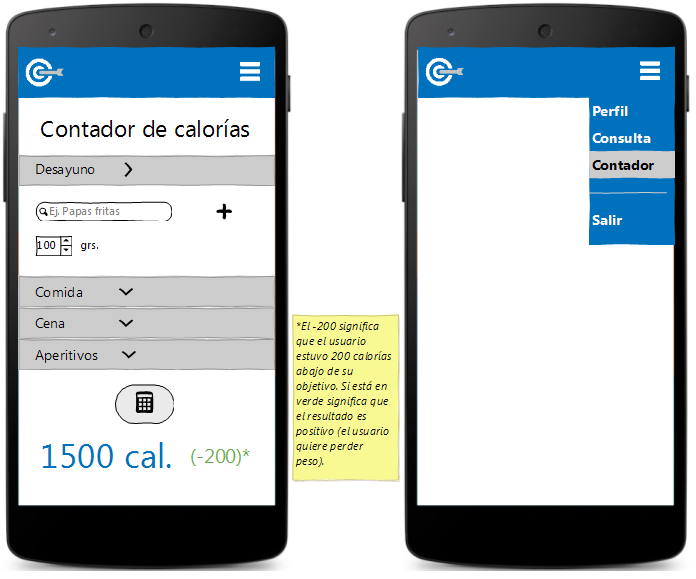 Contador de calorías
Desayuno
Ej. Papas fritas
100 grs.
Comida
Cena
Aperitivos
1500 cal. (-200)*
*El -200 significa
que el usuario
estuvo 200 calorías
abajo de su
objetivo. Si está en
verde significa que
el resultado es
positivo (el usuario
quiere perder
peso).
Perfil
Consulta
Contador
Salir